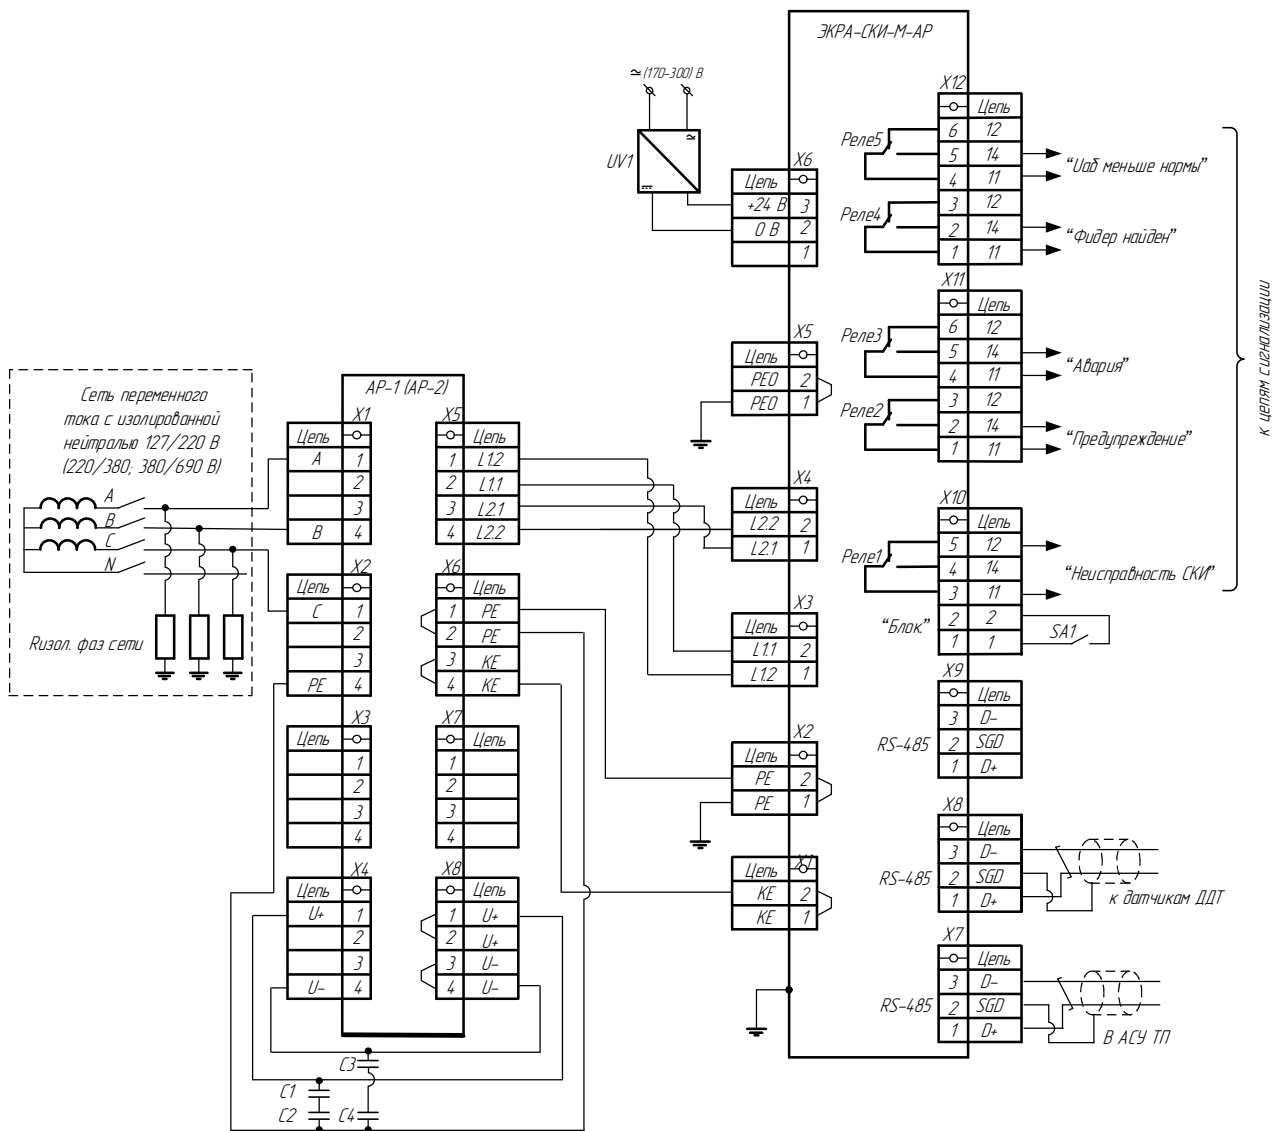 ЭКРА-СКИ-М-АР
≃ (170-300) В
UV1
X6
Цепь
+24 В 3
0 В 2
1
X5
Цепь
РЕО 2
РЕО 1
X4
Цепь
L2.2 2
L2.1 1
X3
Цепь
L1.1 2
L1.2 1
X2
Цепь
PE 2
PE 1
X1
Цепь
KE 2
KE 1
X12
Цепь
Реле5
6 12
5 14
4 11
"Uаб меньше нормы"
Реле4
3 12
2 14
1 11
"Фидер найден"
X11
Цепь
Реле3
6 12
5 14
4 11
"Авария"
Реле2
3 12
2 14
1 11
"Предупреждение"
X10
Цепь
Реле1
5 12
4 14
3 11
"Неисправность СКИ"
"Блок."
2 2
1 1
SA1
к цепям сигнализации
X9
Цепь
RS-485
3 D-
2 SGD
1 D+
X8
Цепь
RS-485
3 D-
2 SGD
1 D+
к датчикам ДДТ
X7
Цепь
RS-485
3 D-
2 SGD
1 D+
В АСУ ТП
Сеть переменного
тока с изолированной
нейтралью 127/220 В
(220/380; 380/690 В)
A
B
C
N
Rизол. фаз сети
АР-1 (АР-2)
X1
Цепь
A 1
2
3
B 4
X2
Цепь
C 1
2
3
PE 4
X3
Цепь
1
2
3
4
X4
Цепь
U+ 1
2
3
U- 4
X5
Цепь
1 L1.2
2 L1.1
3 L2.1
4 L2.2
X6
Цепь
1 PE
2 PE
3 KE
4 KE
X7
Цепь
1
2
3
4
X8
Цепь
1 U+
2 U+
3 U-
4 U-
C3
C1
C2
C4